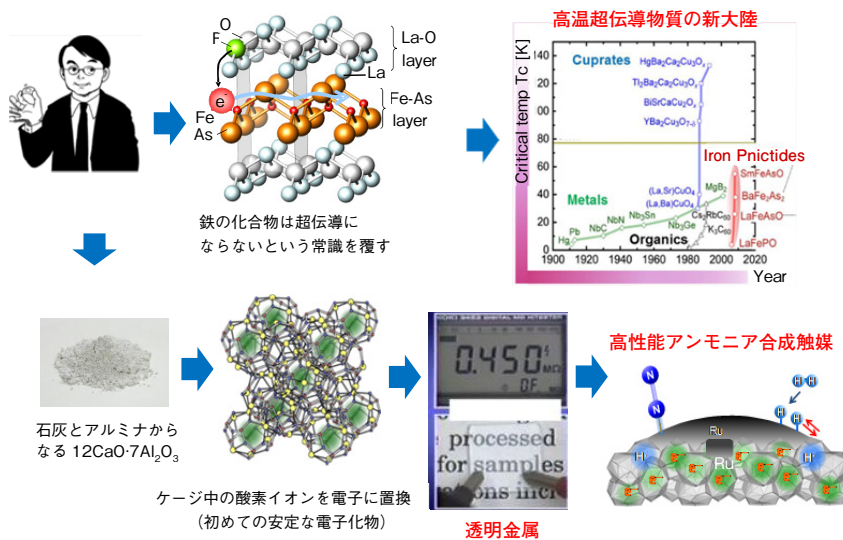 O
F
e⁻
Fe
As
La
La-O
layer
Fe-As
layer
鉄の化合物は超伝導に
ならないという常識を覆す
高温超伝導物質の新大陸
Critical temp Tc [K]
140
120
100
80
60
40
20
0
1900 1920 1940 1960 1980 2000 2020
Year
Cuprates
HgBa2Ca2Cu3Ox
Tl2Ba2Ca2Cu3Ox
BiSrCaCu2Ox
YBa2Cu3O7-δ
Iron Pnictides
SmFeAsO
BaFe2As2
LaFeAsO
LaFePO
(La,Sr)CuO4
(La,Ba)CuO4
MgB2
Metals
Nb3Sn
NbN
NbC
Pb
Hg
Nb3Ge
Cs2RbC60
K3C60
Organics
石灰とアルミナから
なる 12CaO·7Al₂O₃
ケージ中の酸素イオンを電子に置換
（初めての安定な電子化物）
0.450
MΩ
OF
processed
for samples
透明金属
高性能アンモニア合成触媒
N
N
H H
H H
Ru
Ru
H⁻